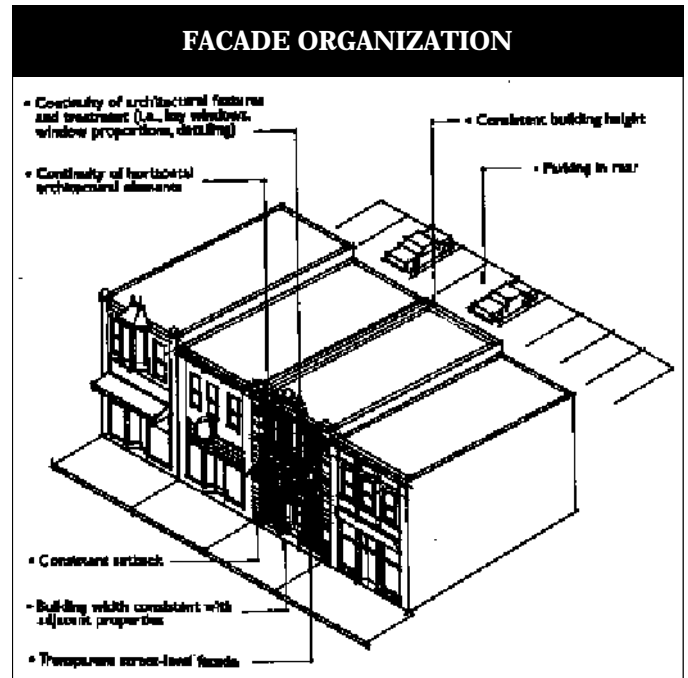 FACADE ORGANIZATION
• Continuity of architectural features
and treatment (i.e., bay windows,
window proportions, detailing)
• Consistent building height
• Continuity of horizontal
architectural elements
• Parking in rear
• Consistent setback
• Building width consistent with
adjacent properties
• Transparent street-level facade